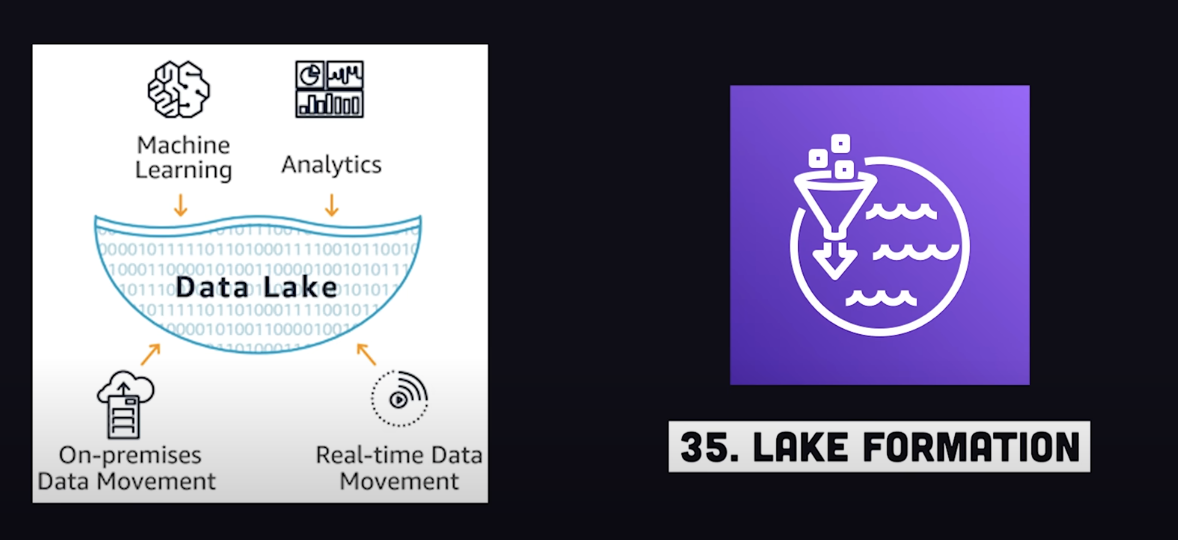 Machine
Learning
Analytics
Data Lake
On-premises
Data Movement
Real-time Data
Movement
35. LAKE FORMATION